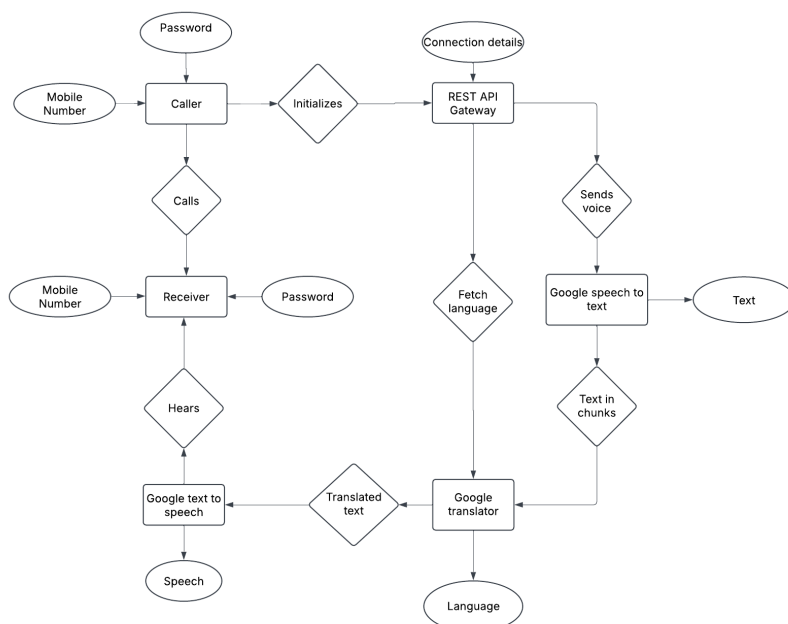 Password
Connection details
Mobile
Number
Caller
Initializes
REST API
Gateway
Calls
Sends
voice
Mobile
Number
Receiver
Password
Fetch
language
Google speech to
text
Text
Hears
Text in
chunks
Google text to
speech
Translated
text
Google
translator
Speech
Language